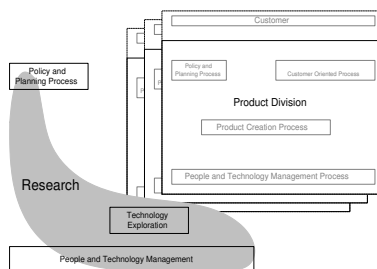 Customer
Policy and
Planning Process
Customer Oriented Process
Product Division
Product Creation Process
People and Technology Management Process
Policy and
Planning Process
Research
Technology
Exploration
People and Technology Management